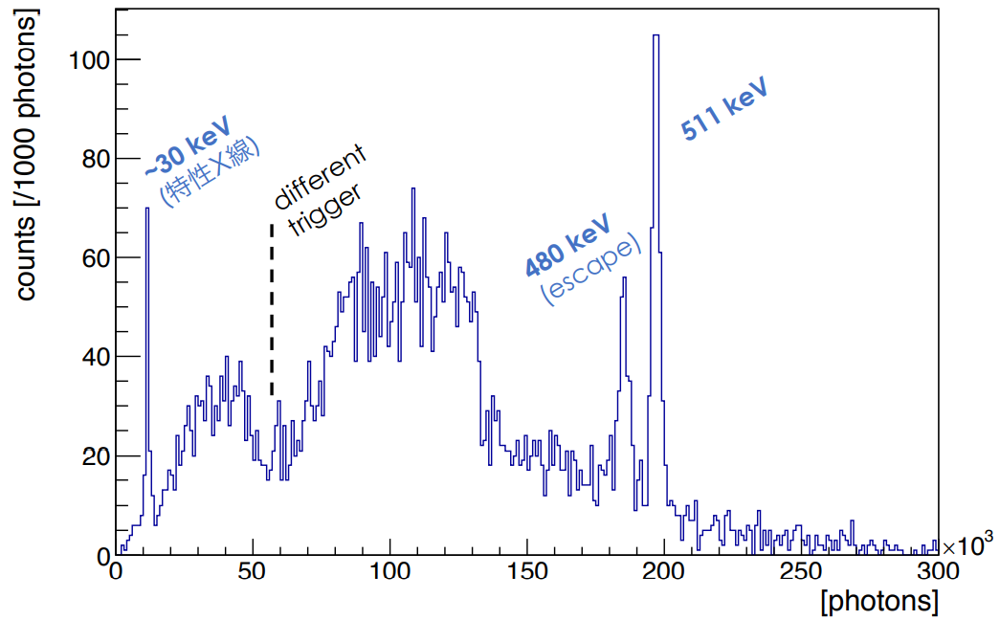 counts [/1000 photons]
100
80
60
40
20
0
~30 keV
(特性X線)
different
trigger
480 keV
(escape)
511 keV
0 50 100 150 200 250 300
×10³
[photons]